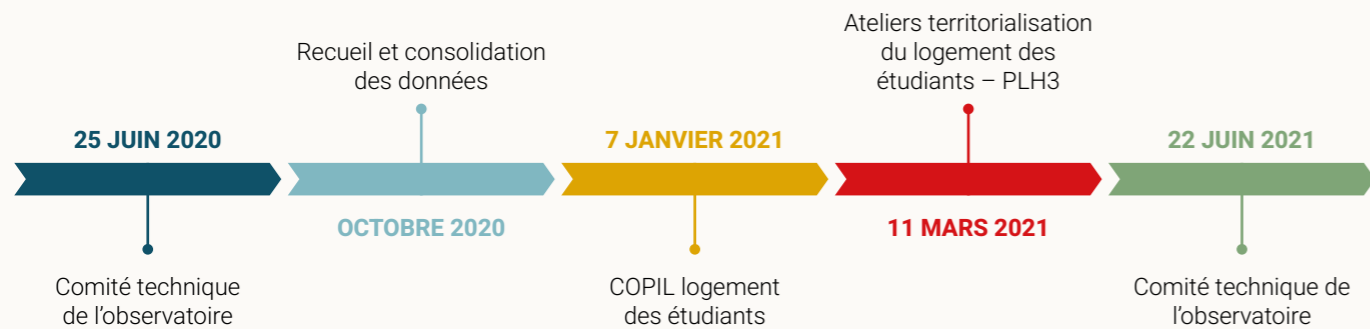 25 JUIN 2020
Comité technique
de l’observatoire
Recueil et consolidation
des données
OCTOBRE 2020
7 JANVIER 2021
COPIL logement
des étudiants
Ateliers territorialisation
du logement des
étudiants – PLH3
11 MARS 2021
22 JUIN 2021
Comité technique de
l’observatoire